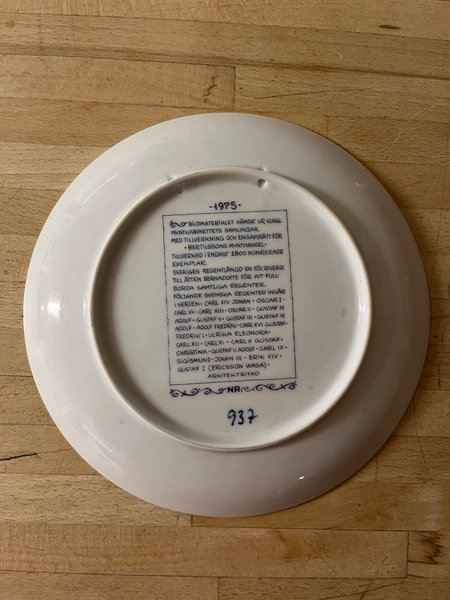 -1975-
BILDMATERIALET HÄMTAT UR KUNGL
MYNTKABINETTETS SAMLINGAR.
MED TILLVERKNING OCH ENSAMRÄTT FÖR
• BERTILSSONS MYNTHANDEL •
TILLVERKAD I ENDAST 1800 NUMRERADE
EXEMPLAR.
SVERIGES REGENTLÄNGD EN FÖLJDSERIE
TILL ÄTTEN BERNADOTTE FÖR ATT FULL-
BORDA SAMTLIGA REGENTER.
FÖLJANDE SVENSKA REGENTER INGÅR
I SERIEN: CARL XIV JOHAN • OSCAR I •
CARL XV • CARL XIII • OSCAR II • GUSTAF IV
ADOLF • GUSTAF V • GUSTAF III • GUSTAF VI
ADOLF • ADOLF FREDRIK • CARL XVI GUSTAF •
FREDRIK I • ULRIKA ELEONORA •
CARL XII • CARL XI • CARL X GUSTAF •
CHRISTINA • GUSTAF II ADOLF • CARL IX •
SIGISMUND • JOHAN III • ERIK XIV •
GUSTAF I (ERICSSON WASA) •
ARKITEKTRITAD
NR.
937